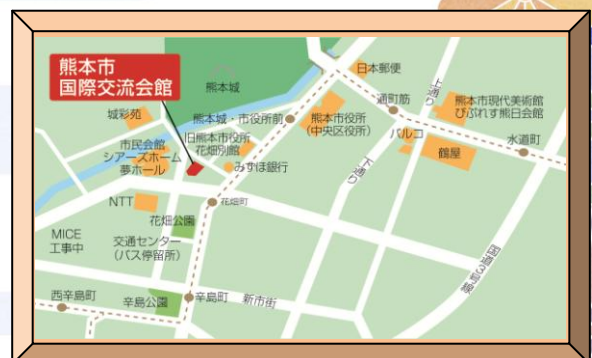 熊本市
国際交流会館
熊本城
日本郵便
上通り
通町筋
熊本市現代美術館
びぷれす熊日会館
城彩苑
熊本城・市役所前
熊本市役所
(中央区役所)
パルコ
水道町
市民会館
シアーズホーム
夢ホール
旧熊本市役所
花畑別館
鶴屋
みずほ銀行
下通り
NTT
花畑町
花畑公園
MICE
工事中
交通センター
(バス停留所)
国道3号線
西辛島町
辛島公園
辛島町
新市街